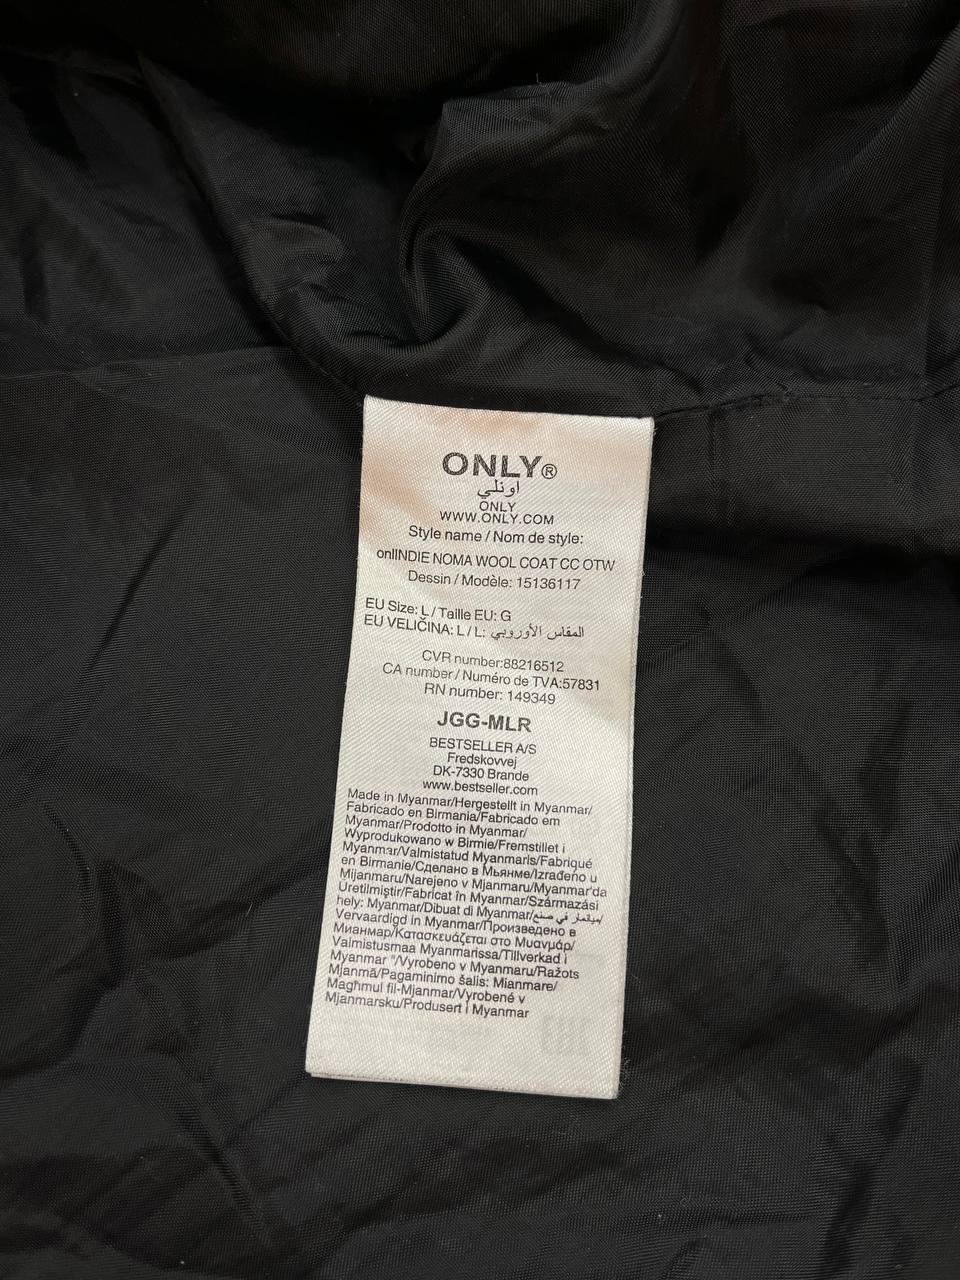 ONLY®
اونلي
ONLY
WWW.ONLY.COM
Style name / Nom de style:
onlINDIE NOMA WOOL COAT CC OTW
Dessin / Modèle: 15136117
EU Size: L / Taille EU: G
EU VELIČINA: L / L: المقاس الأوروبي
CVR number:88216512
CA number / Numéro de TVA:57831
RN number: 149349
JGG-MLR
BESTSELLER A/S
Fredskovvej
DK-7330 Brande
www.bestseller.com
Made in Myanmar/Hergestellt in Myanmar/
Fabricado en Birmania/Fabricado em
Myanmar/Prodotto in Myanmar/
Wyprodukowano w Birmie/Fremstillet i
Myanmar/Valmistatud Myanmaris/Fabriqué
en Birmanie/Сделано в Мьянме/Izrađeno u
Mijanmaru/Narejeno v Mjanmaru/Myanmar'da
Üretilmiştir/Fabricat în Myanmar/Származási
hely: Myanmar/Dibuat di Myanmar/ميانمار في صنع/
Vervaardigd in Myanmar/Произведено в
Мианмар/Κατασκευάζεται στο Μυανμάρ/
Valmistusmaa Myanmarissa/Tillverkad i
Myanmar "/Vyrobeno v Myanmaru/Ražots
Mjanmā/Pagaminimo šalis: Mianmare/
Magħmul fil-Mjanmar/Vyrobené v
Mjanmarsku/Produsert i Myanmar